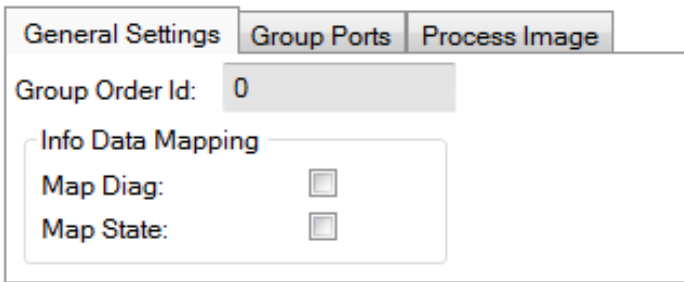 General Settings Group Ports Process Image
Group Order Id: 0
Info Data Mapping
Map Diag:
Map State: